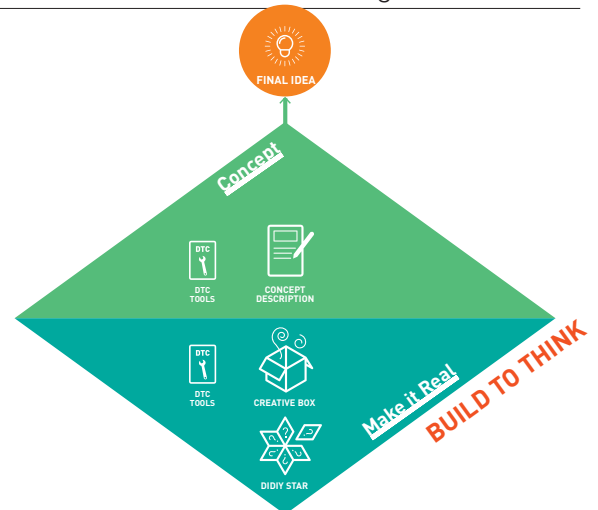 FINAL IDEA
Concept
DTC
DTC
TOOLS
CONCEPT
DESCRIPTION
DTC
DTC
TOOLS
CREATIVE BOX
Make it Real
BUILD TO THINK
? ? ? ? ? ?
DIDIY STAR